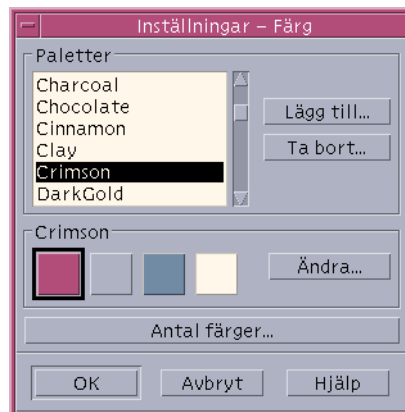 Inställningar – Färg
Paletter
Charcoal
Chocolate
Cinnamon
Clay
Crimson
DarkGold
Lägg till...
Ta bort...
Crimson
Ändra...
Antal färger...
OK Avbryt Hjälp